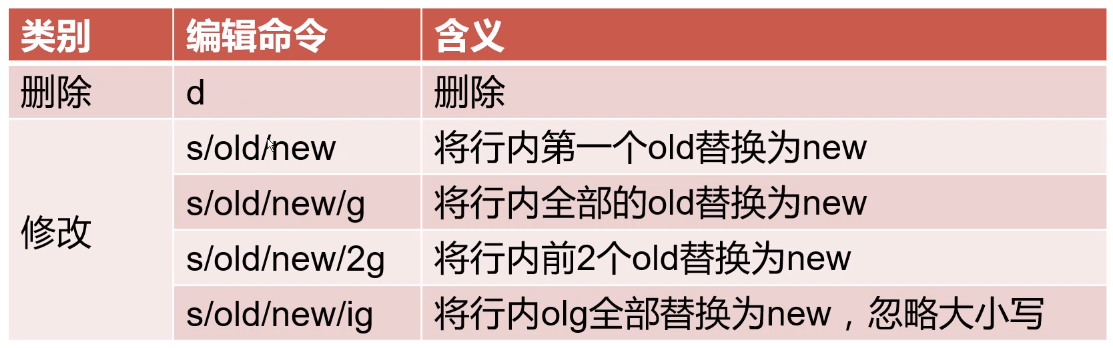 类别 编辑命令 含义
删除 d 删除
修改
s/old/new 将行内第一个old替换为new
s/old/new/g 将行内全部的old替换为new
s/old/new/2g 将行内前2个old替换为new
s/old/new/ig 将行内olg全部替换为new，忽略大小写